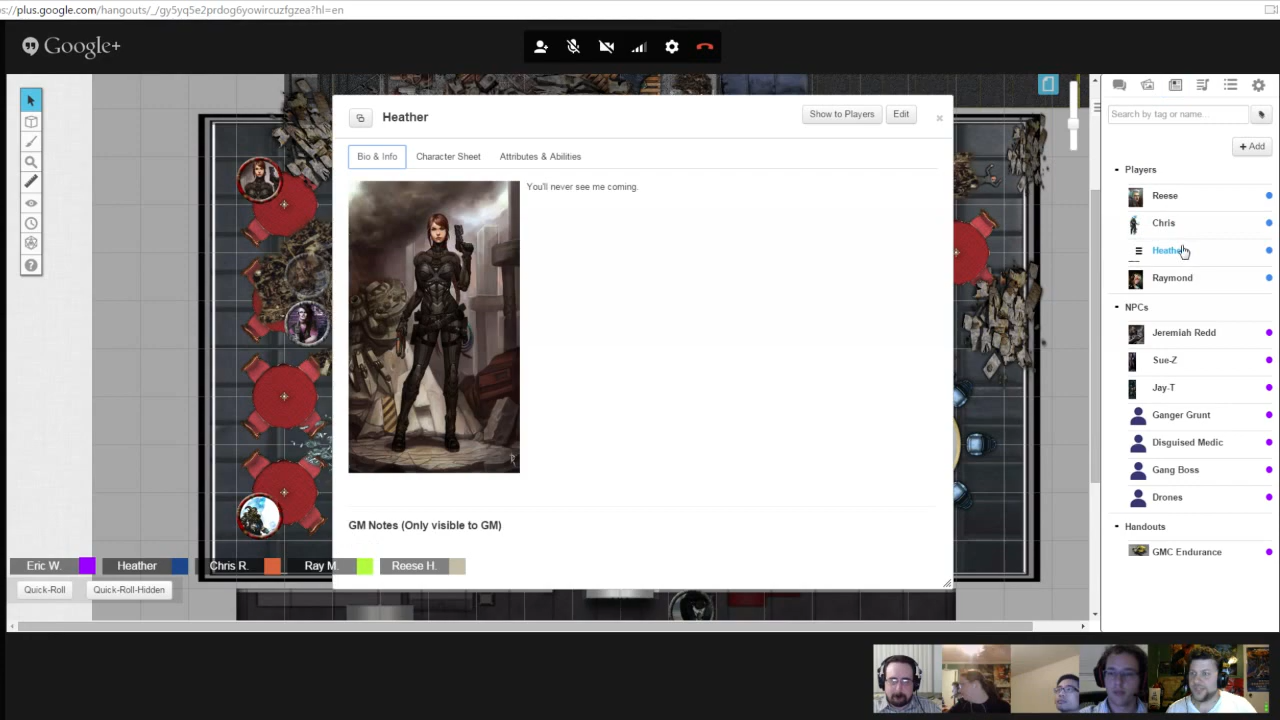 s://plus.google.com/hangouts/_/gy5yq5e2prdog6yowircuzfgzea?hl=en
Google+
Heather
Show to Players
Edit
×
Bio & Info
Character Sheet
Attributes & Abilities
You'll never see me coming.
GM Notes (Only visible to GM)
Eric W.
Heather
Chris R.
Ray M.
Reese H.
Quick-Roll
Quick-Roll-Hidden
Search by tag or name...
+ Add
Players
Reese
Chris
Heath
Raymond
NPCs
Jeremiah Redd
Sue-Z
Jay-T
Ganger Grunt
Disguised Medic
Gang Boss
Drones
Handouts
GMC Endurance